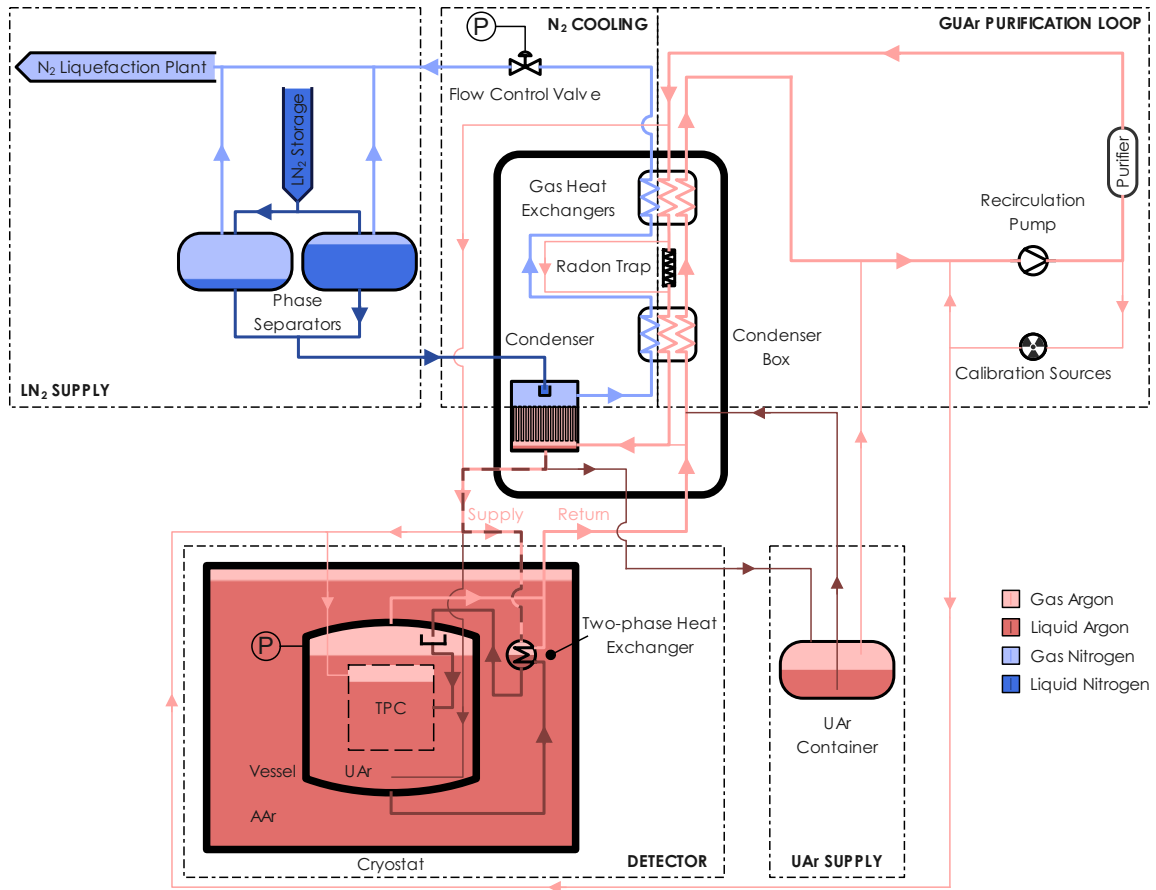 P
N₂ COOLING
GUAr PURIFICATION LOOP
N₂ Liquefaction Plant
Flow Control Valve
LN₂ Storage
Gas Heat
Exchangers
Purifier
Recirculation
Pump
Radon Trap
Phase
Separators
Condenser
Condenser
Box
Calibration Sources
LN₂ SUPPLY
Supply
Return
Gas Argon
Liquid Argon
Gas Nitrogen
Liquid Nitrogen
P
Two-phase Heat
Exchanger
TPC
UAr
Container
Vessel
UAr
AAr
Cryostat
DETECTOR
UAr SUPPLY